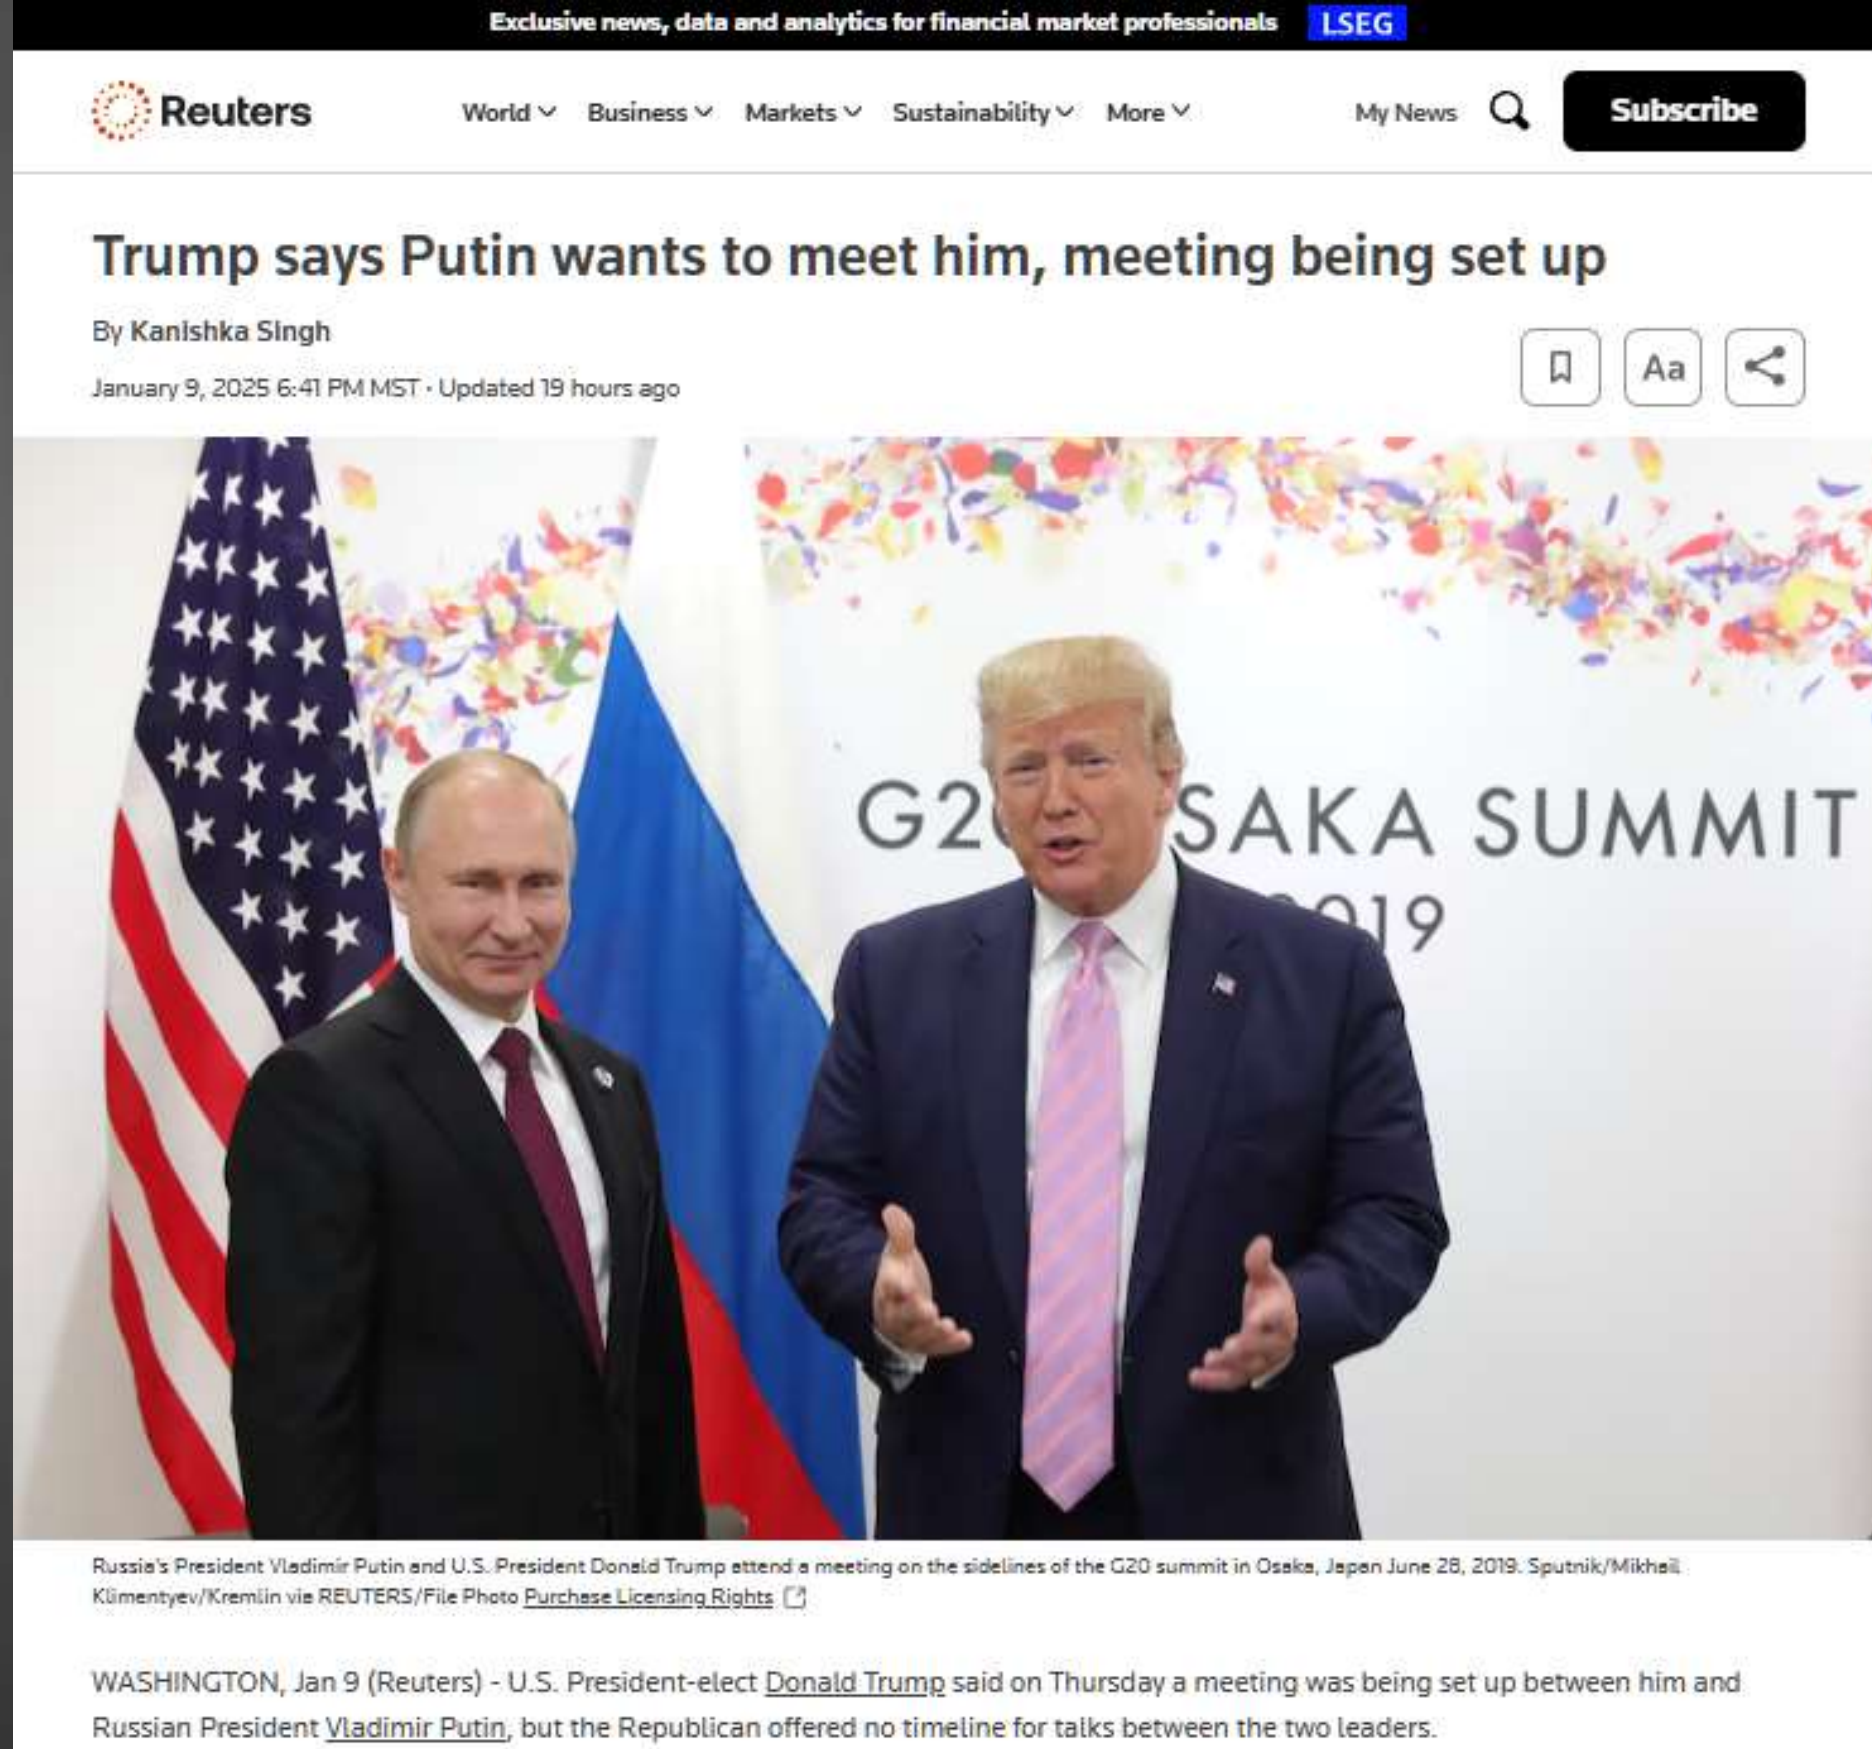 Exclusive news, data and analytics for financial market professionals LSEG
Reuters World Business Markets Sustainability More My News Subscribe
Trump says Putin wants to meet him, meeting being set up
By Kanishka Singh
January 9, 2025 6:41 PM MST · Updated 19 hours ago
Aa
G2 SAKA SUMMIT
2019
Russia's President Vladimir Putin and U.S. President Donald Trump attend a meeting on the sidelines of the G20 summit in Osaka, Japan June 28, 2019. Sputnik/Mikhail
Klimentyev/Kremlin via REUTERS/File Photo Purchase Licensing Rights
WASHINGTON, Jan 9 (Reuters) - U.S. President-elect Donald Trump said on Thursday a meeting was being set up between him and
Russian President Vladimir Putin, but the Republican offered no timeline for talks between the two leaders.